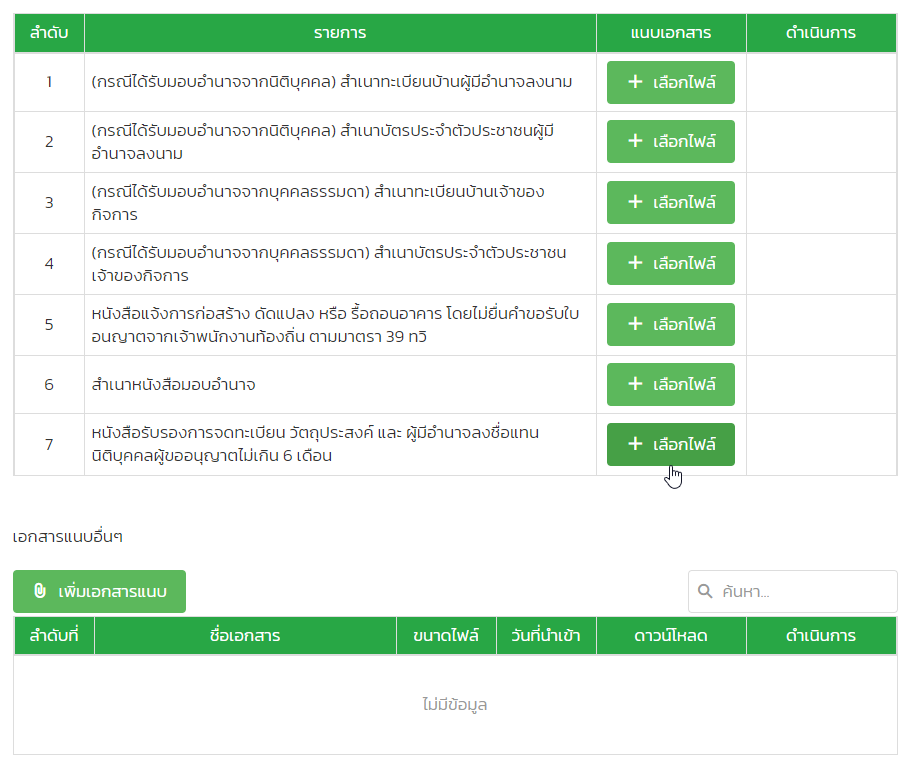 ลำดับ รายการ แนบเอกสาร ดำเนินการ
1 (กรณีได้รับมอบอำนาจจากนิติบุคคล) สำเนาทะเบียนบ้านผู้มีอำนาจลงนาม เลือกไฟล์
2 (กรณีได้รับมอบอำนาจจากนิติบุคคล) สำเนาบัตรประจำตัวประชาชนผู้มี
อำนาจลงนาม เลือกไฟล์
3 (กรณีได้รับมอบอำนาจจากบุคคลธรรมดา) สำเนาทะเบียนบ้านเจ้าของ
กิจการ เลือกไฟล์
4 (กรณีได้รับมอบอำนาจจากบุคคลธรรมดา) สำเนาบัตรประจำตัวประชาชน
เจ้าของกิจการ เลือกไฟล์
5 หนังสือแจ้งการก่อสร้าง ดัดแปลง หรือ รื้อถอนอาคาร โดยไม่ยื่นคำขอรับใบ
อนญาตจากเจ้าพนักงานท้องถิ่น ตามมาตรา 39 ทวิ เลือกไฟล์
6 สำเนาหนังสือมอบอำนาจ เลือกไฟล์
7 หนังสือรับรองการจดทะเบียน วัตถุประสงค์ และ ผู้มีอำนาจลงชื่อแทน
นิติบุคคลผู้ขออนุญาตไม่เกิน 6 เดือน เลือกไฟล์
เอกสารแนบอื่นๆ
เพิ่มเอกสารแนบ ค้นหา...
ลำดับที่ ชื่อเอกสาร ขนาดไฟล์ วันที่นำเข้า ดาวน์โหลด ดำเนินการ
ไม่มีข้อมูล